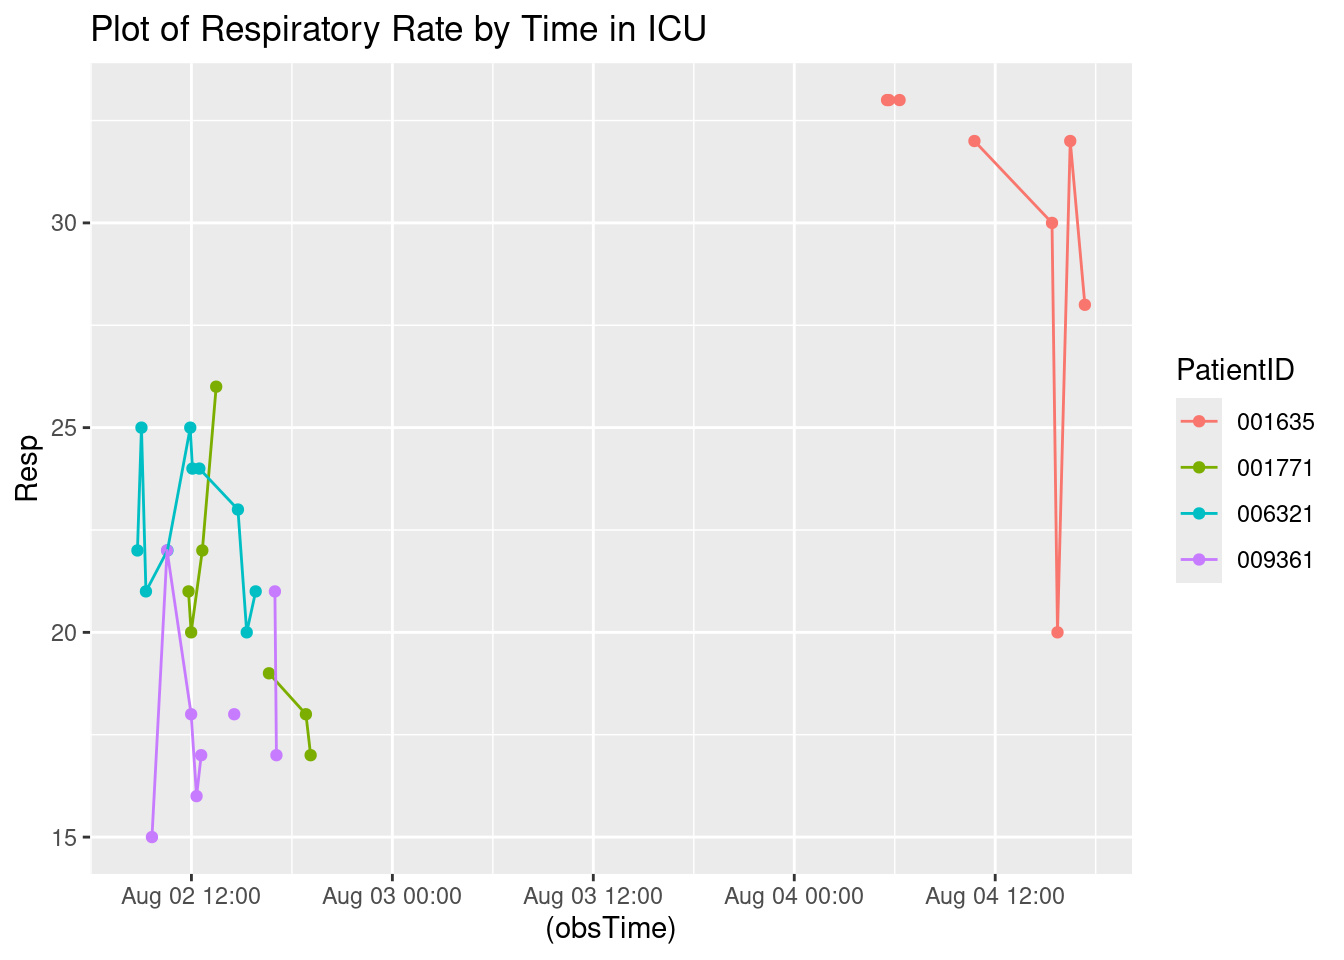 Plot of Respiratory Rate by Time in ICU
Resp
30
25
20
15
Aug 02 12:00 Aug 03 00:00 Aug 03 12:00 Aug 04 00:00 Aug 04 12:00
(obsTime)
PatientID
001635
001771
006321
009361